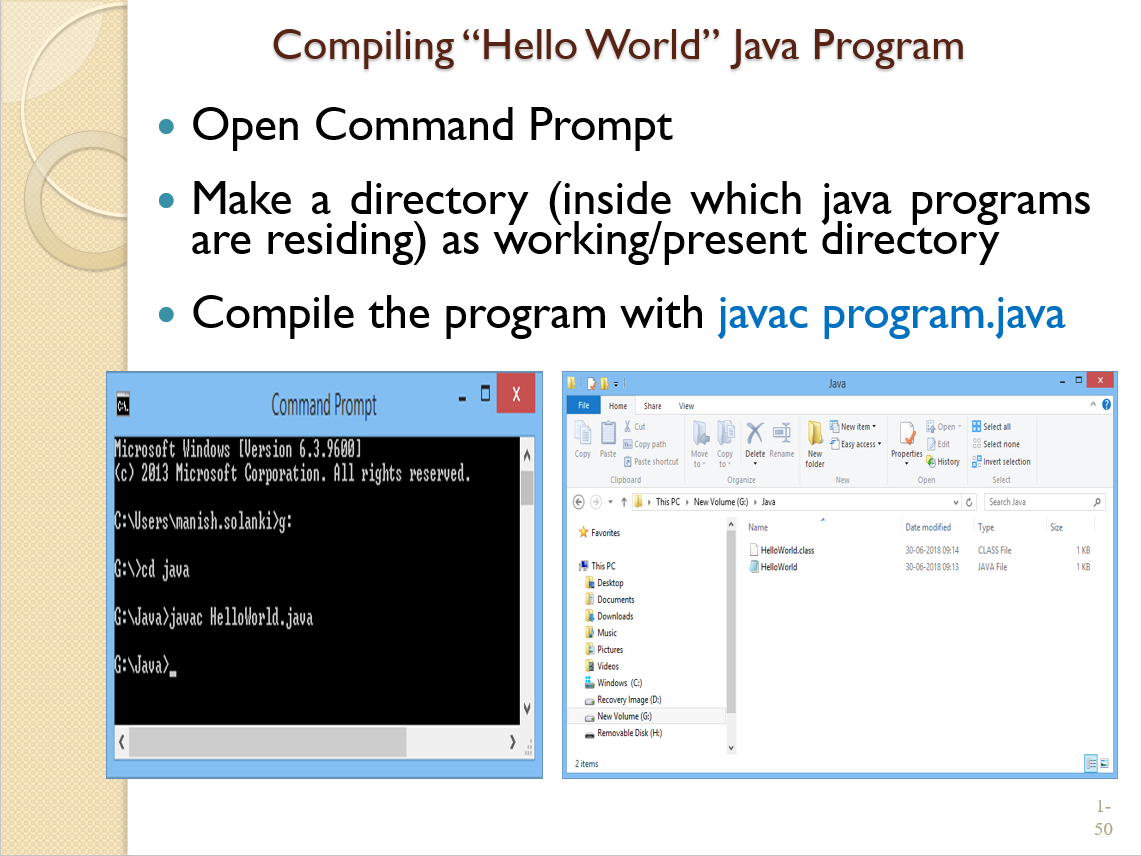 Compiling “Hello World” Java Program
Open Command Prompt
Make a directory (inside which java programs
are residing) as working/present directory
Compile the program with javac program.java
C:\.
Command Prompt
X
Microsoft Windows [Version 6.3.9600]
(c) 2013 Microsoft Corporation. All rights reserved.
C:\Users\manish.solanki>g:
G:\>cd java
G:\Java>javac HelloWorld.java
G:\Java>_
Java
x
File Home Share View
Copy
Paste
Cut
Copy path
Paste shortcut
Clipboard
Move
to
Copy
to
Delete
Rename
Organize
New
folder
New item
Easy access
New
Properties
Open
Edit
History
Open
Select all
Select none
Invert selection
Select
This PC New Volume (G:) Java
Search Java
Favorites
This PC
Desktop
Documents
Downloads
Music
Pictures
Videos
Windows (C:)
Recovery Image (D:)
New Volume (G:)
Removable Disk (H:)
Name Date modified Type Size
HelloWorld.class 30-06-2018 09:14 CLASS File 1 KB
HelloWorld 30-06-2018 09:13 JAVA File 1 KB
2 items
1-
50